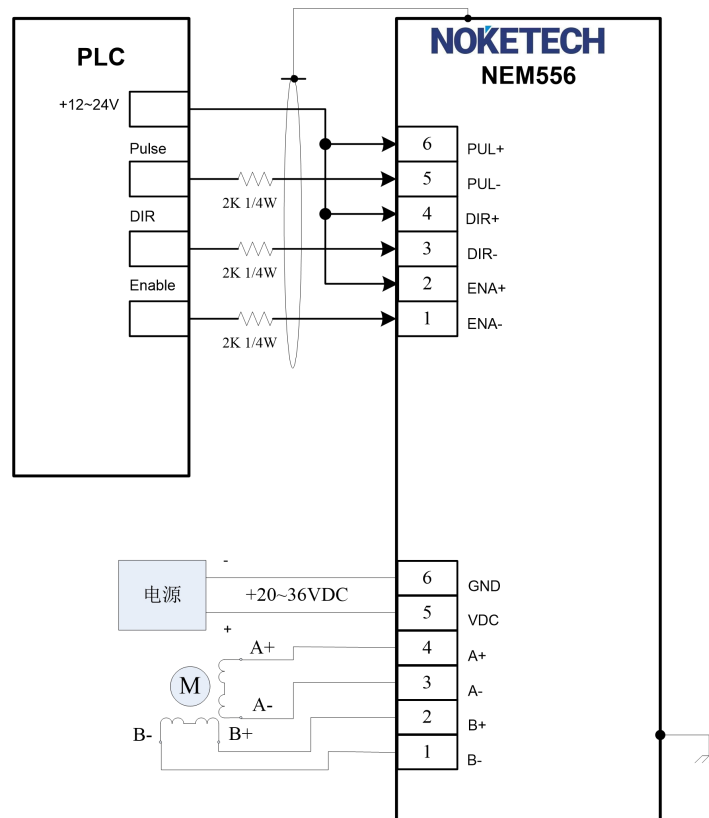 NOKETECH
NEM556
PLC
+12~24V
Pulse
2K 1/4W
DIR
2K 1/4W
Enable
2K 1/4W
6 PUL+
5 PUL-
4 DIR+
3 DIR-
2 ENA+
1 ENA-
电源
-
+20~36VDC
+
M
A+
A-
B-
B+
6 GND
5 VDC
4 A+
3 A-
2 B+
1 B-